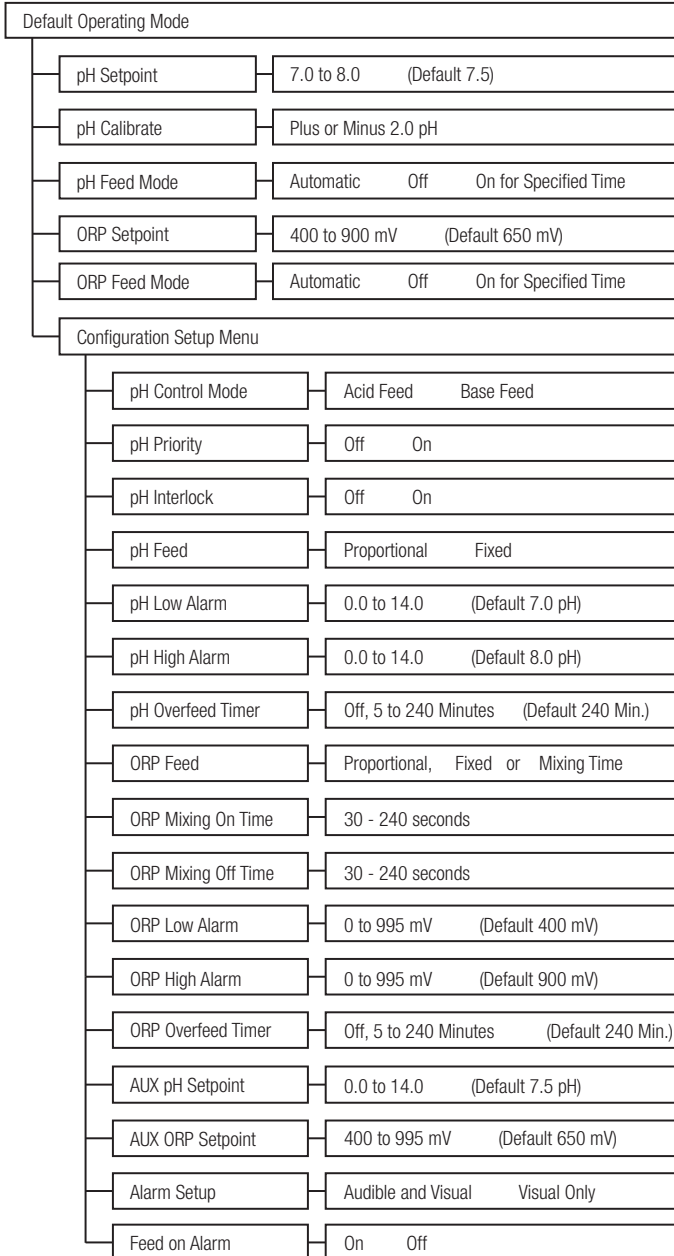 Default Operating Mode
pH Setpoint 7.0 to 8.0 (Default 7.5)
pH Calibrate Plus or Minus 2.0 pH
pH Feed Mode Automatic Off On for Specified Time
ORP Setpoint 400 to 900 mV (Default 650 mV)
ORP Feed Mode Automatic Off On for Specified Time
Configuration Setup Menu
pH Control Mode Acid Feed Base Feed
pH Priority Off On
pH Interlock Off On
pH Feed Proportional Fixed
pH Low Alarm 0.0 to 14.0 (Default 7.0 pH)
pH High Alarm 0.0 to 14.0 (Default 8.0 pH)
pH Overfeed Timer Off, 5 to 240 Minutes (Default 240 Min.)
ORP Feed Proportional, Fixed or Mixing Time
ORP Mixing On Time 30 - 240 seconds
ORP Mixing Off Time 30 - 240 seconds
ORP Low Alarm 0 to 995 mV (Default 400 mV)
ORP High Alarm 0 to 995 mV (Default 900 mV)
ORP Overfeed Timer Off, 5 to 240 Minutes (Default 240 Min.)
AUX pH Setpoint 0.0 to 14.0 (Default 7.5 pH)
AUX ORP Setpoint 400 to 995 mV (Default 650 mV)
Alarm Setup Audible and Visual Visual Only
Feed on Alarm On Off